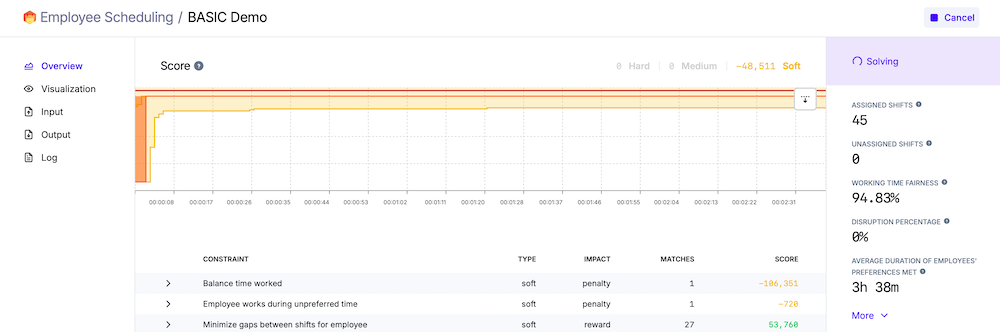 Employee Scheduling / BASIC Demo
Cancel
Overview
Visualization
Input
Output
Log
Score ?
0 Hard | 0 Medium | -48,511 Soft
00:00:08 00:00:17 00:00:26 00:00:35 00:00:44 00:00:53 00:01:02 00:01:11 00:01:20 00:01:28 00:01:37 00:01:46 00:01:55 00:02:04 00:02:13 00:02:22 00:02:31
CONSTRAINT TYPE IMPACT MATCHES SCORE
Balance time worked soft penalty 1 -106,351
Employee works during unpreferred time soft penalty 1 -720
Minimize gaps between shifts for employee soft reward 27 53,760
Solving
ASSIGNED SHIFTS ?
45
UNASSIGNED SHIFTS ?
0
WORKING TIME FAIRNESS ?
94.83%
DISRUPTION PERCENTAGE ?
0%
AVERAGE DURATION OF EMPLOYEES'
PREFERENCES MET ?
3h 38m
More